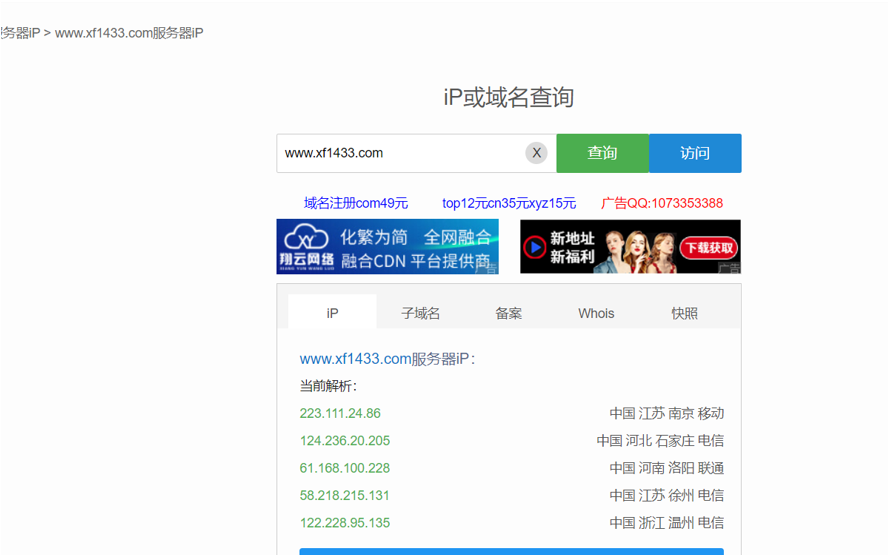 服务器iP > www.xf1433.com服务器iP
iP或域名查询
www.xf1433.com X 查询 访问
域名注册com49元 top12元cn35元xyz15元 广告QQ:1073353388
翔云网络 XIANG YUN WANG LUO 化繁为简 全网融合
融合CDN 平台提供商 广告
新地址 下载获取
新福利 广告
iP 子域名 备案 Whois 快照
www.xf1433.com服务器iP:
当前解析:
223.111.24.86 中国 江苏 南京 移动
124.236.20.205 中国 河北 石家庄 电信
61.168.100.228 中国 河南 洛阳 联通
58.218.215.131 中国 江苏 徐州 电信
122.228.95.135 中国 浙江 温州 电信